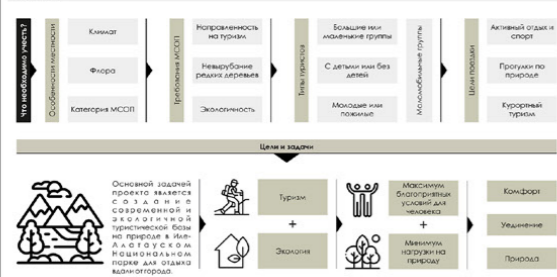 Что необходимо учесть?
Особенности местности
Климат
Флора
Категория МСОП
Требования МСОП
Направленность
на туризм
Невырубание
редких деревьев
Экологичность
Типы туристов
Большие или
маленькие группы
С детьми или без
детей
Молодые или
пожилые
Маломобильные группы
Цели поездки
Активный отдых и
спорт
Прогулки по
природе
Курортный
туризм
Цели и задачи
Основной задачей
проекта является
создание
современной и
экологичной
туристической базы
на природе в Иле-
Алатауском
Национальном
парке для отдыха
вдали от города.
Туризм
+
Экология
Максимум
благоприятных
условий для
человека
+
Минимум
нагрузки на
природу
Комфорт
Уединение
Природа